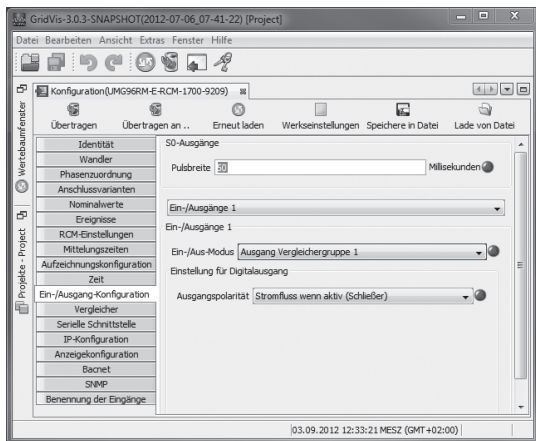 GridVis-3.0.3-SNAPSHOT(2012-07-06_07-41-22) [Project]
Datei Bearbeiten Ansicht Extras Fenster Hilfe
Konfiguration(UMG96RM-E-RCM-1700-9209)
Übertragen Übertragen an .. Erneut laden Werkseinstellungen Speichere in Datei Lade von Datei
Wertebaumfenster
Projekte - Project
Identität
Wandler
Phasenzuordnung
Anschlussvarianten
Nominalwerte
Ereignisse
RCM-Einstellungen
Mittelungszeiten
Aufzeichnungskonfiguration
Zeit
Ein-/Ausgang-Konfiguration
Vergleicher
Serielle Schnittstelle
IP-Konfiguration
Anzeigekonfiguration
Bacnet
SNMP
Benennung der Eingänge
S0-Ausgänge
Pulsbreite 50 Millisekunden
Ein-/Ausgänge 1
Ein-/Ausgänge 1
Ein-/Aus-Modus Ausgang Vergleichergruppe 1
Einstellung für Digitalausgang
Ausgangspolarität Stromfluss wenn aktiv (Schließer)
03.09.2012 12:33:21 MESZ (GMT+02:00)